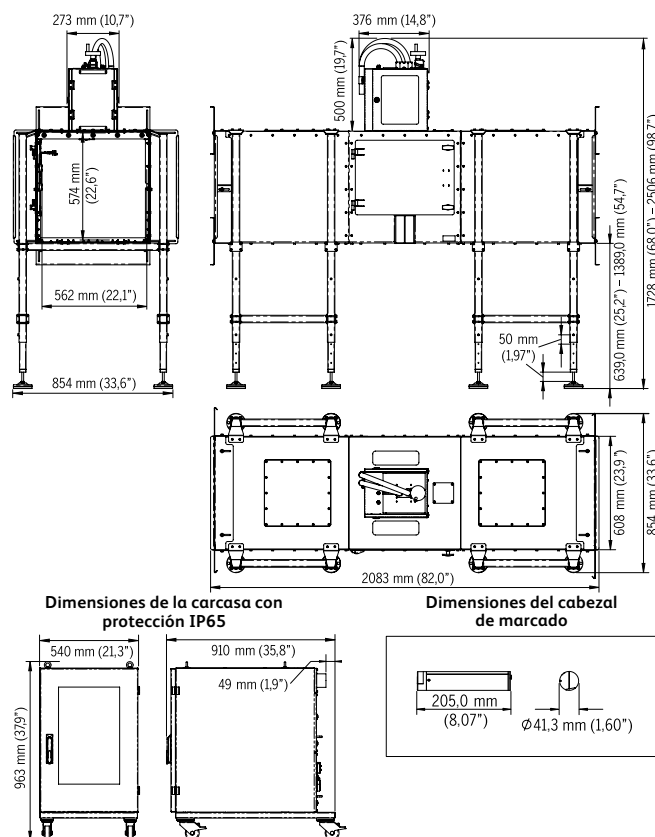 273 mm (10,7”)
376 mm (14,8”)
500 mm (19,7”)
574 mm
(22,6”)
562 mm (22,1”)
854 mm (33,6”)
50 mm
(1,97”)
639,0 mm (25,2”) – 1389,0 mm (54,7”)
1728 mm (68,0”) – 2506 mm (98,7”)
608 mm (23,9”)
854 mm (33,6”)
2083 mm (82,0”)
Dimensiones de la carcasa con
protección IP65
540 mm (21,3”)
910 mm (35,8”)
49 mm (1,9”)
963 mm (37,9”)
Dimensiones del cabezal
de marcado
205,0 mm
(8,07”)
Ø41,3 mm (1,60”)